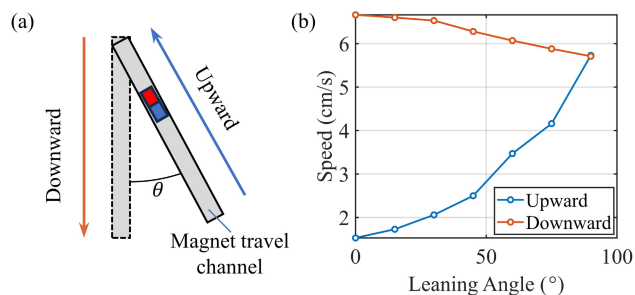 (a)
Downward
Upward
θ
Magnet travel
channel
(b)
Speed (cm/s)
6
5
4
3
2
0
50
100
Leaning Angle (°)
Upward
Downward